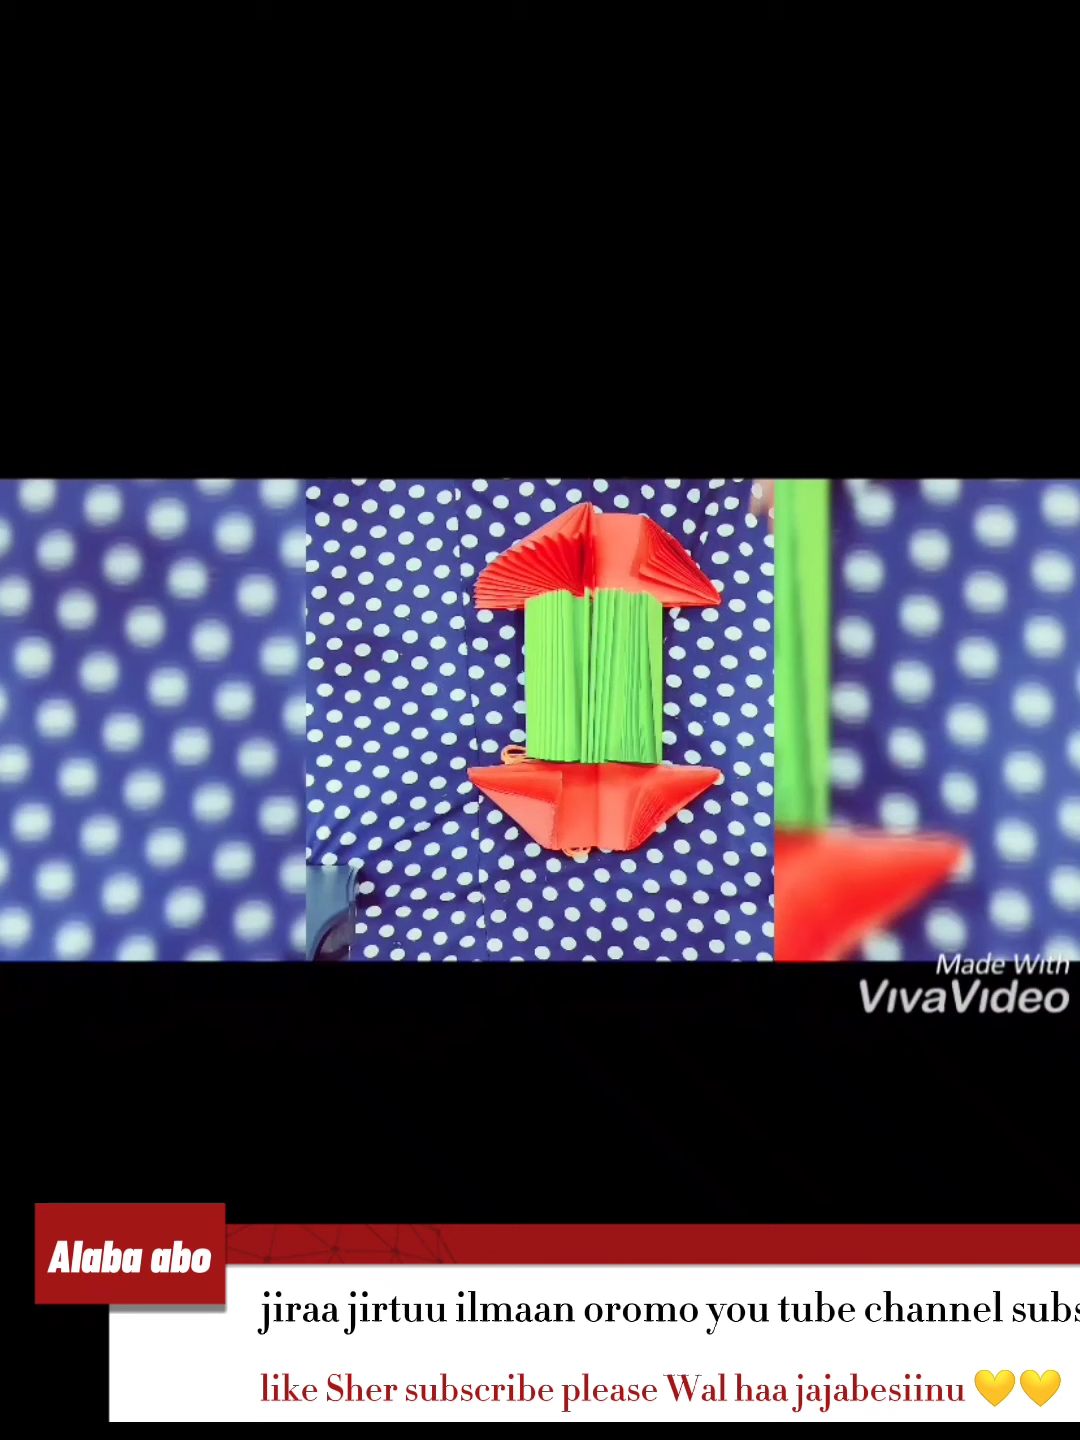 Made With
VivaVideo
Alaba abo
jiraa jirtuu ilmaan oromo you tube channel subs
like Sher subscribe please Wal haa jajabesiinu 💛💛